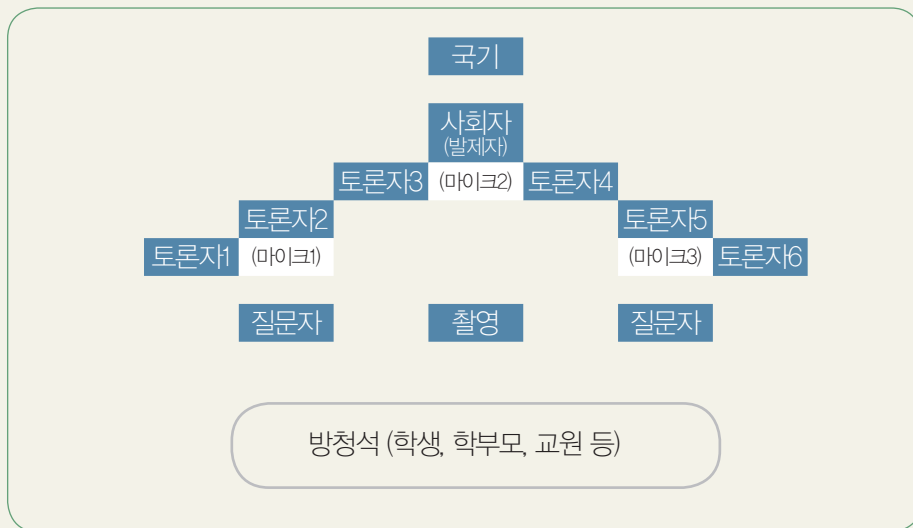 국기
사회자
(발제자)
토론자3 (마이크2) 토론자4
토론자2 토론자5
토론자1 (마이크1) (마이크3) 토론자6
질문자 촬영 질문자
방청석 (학생, 학부모, 교원 등)